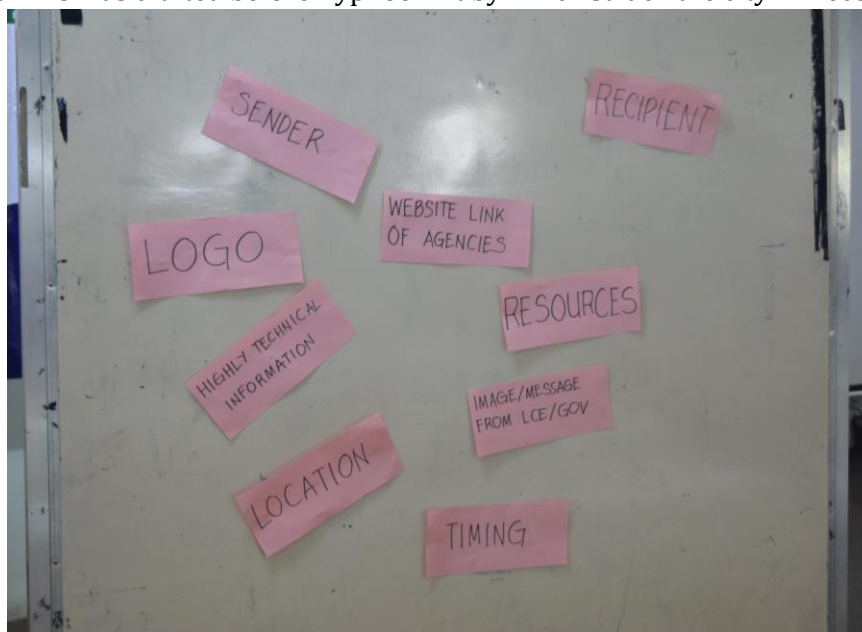 SENDER
RECIPIENT
WEBSITE LINK
OF AGENCIES
LOGO
RESOURCES
HIGHLY TECHNICAL
INFORMATION
IMAGE/MESSAGE
FROM LCE/GOV
LOCATION
TIMING